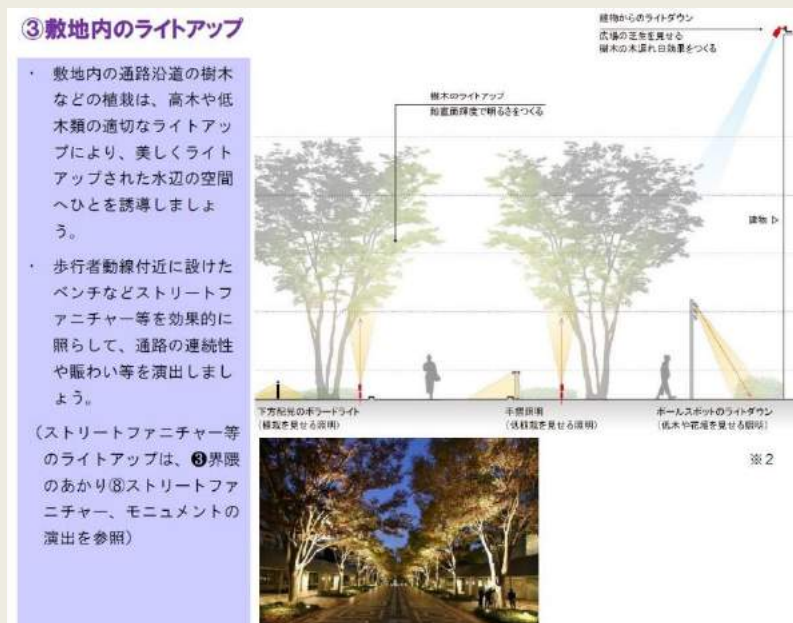 ③敷地内のライトアップ
・ 敷地内の通路沿道の樹木
などの植栽は、高木や低
木類の適切なライトアッ
プにより、美しくライト
アップされた水辺の空間
へひとを誘導しましょ
う。
・ 歩行者動線付近に設けた
ベンチなどストリートフ
ァニチャー等を効果的に
照らして、通路の連続性
や賑わい等を演出しまし
ょう。
(ストリートファニチャー等
のライトアップは、❸界隈
のあかり⑧ストリートファ
ニチャー、モニュメントの
演出を参照)
建物からのライトダウン
広場の芝生を見せる
樹木の木漏れ日効果をつくる
樹木のライトアップ
鉛直面輝度で明るさをつくる
建物 ▷
下方配光のボラードライト
(植栽を見せる照明)
手摺照明
(低植栽を見せる照明)
ポールスポットのライトダウン
(低木や花壇を見せる照明)
※2